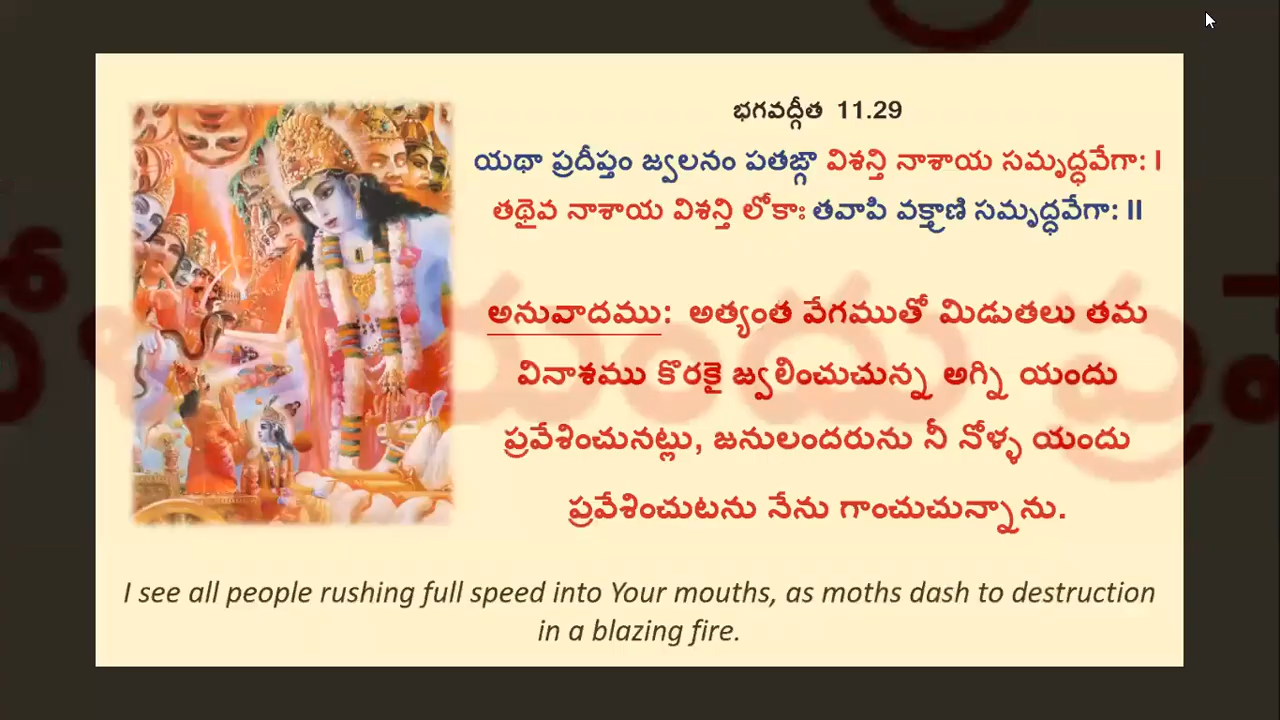 భగవద్గీత 11.29
యథా ప్రదీప్తం జ్వలనం పతఙ్గా విశన్తి నాశాయ సమృద్ధవేగా: ।
తథైవ నాశాయ విశన్తి లోకాః తవాపి వక్త్రాణి సమృద్ధవేగా: ॥
అనువాదము: అత్యంత వేగముతో మిడుతలు తమ
వినాశము కొరకై జ్వలించుచున్న అగ్ని యందు
ప్రవేశించునట్లు, జనులందరును నీ నోళ్ళ యందు
ప్రవేశించుటను నేను గాంచుచున్నాను.
I see all people rushing full speed into Your mouths, as moths dash to destruction
in a blazing fire.